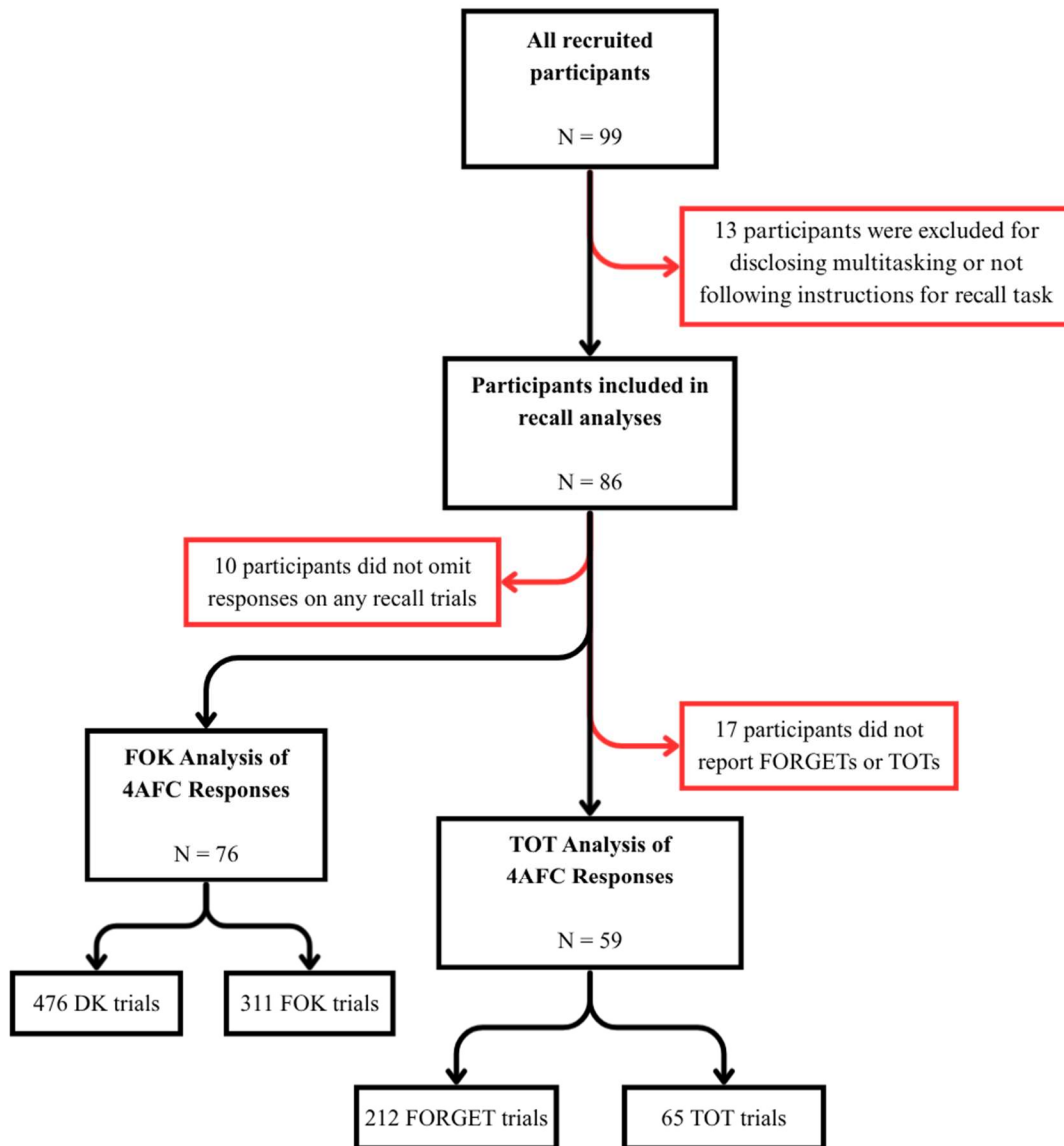 All recruited
participants
N = 99
13 participants were excluded for
disclosing multitasking or not
following instructions for recall task
Participants included in
recall analyses
N = 86
10 participants did not omit
responses on any recall trials
17 participants did not
report FORGETs or TOTs
FOK Analysis of
4AFC Responses
N = 76
TOT Analysis of
4AFC Responses
N = 59
476 DK trials
311 FOK trials
212 FORGET trials
65 TOT trials